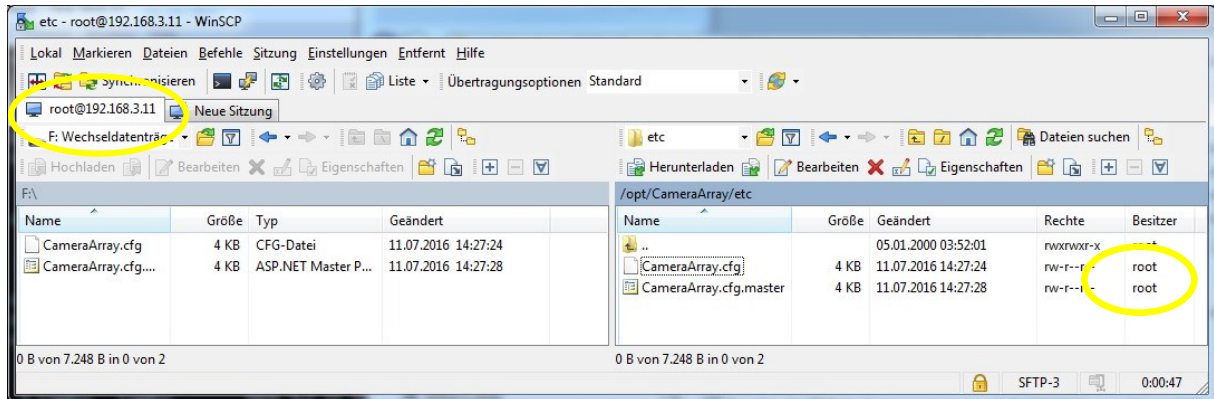 etc - root@192.168.3.11 - WinSCP
Lokal Markieren Dateien Befehle Sitzung Einstellungen Entfernt Hilfe
Synchronisieren Liste Übertragungsoptionen Standard
root@192.168.3.11 Neue Sitzung
F: Wechseldatenträg etc Dateien suchen
Hochladen Bearbeiten Eigenschaften Herunterladen Bearbeiten Eigenschaften
F:\ /opt/CameraArray/etc
Name Größe Typ Geändert Name Größe Geändert Rechte Besitzer
.. 05.01.2000 03:52:01 rwxrwxr-x
CameraArray.cfg 4 KB CFG-Datei 11.07.2016 14:27:24 CameraArray.cfg 4 KB 11.07.2016 14:27:24 rw-r--r-- root
CameraArray.cfg.... 4 KB ASP.NET Master P... 11.07.2016 14:27:28 CameraArray.cfg.master 4 KB 11.07.2016 14:27:28 rw-r--r-- root
0 B von 7.248 B in 0 von 2 0 B von 7.248 B in 0 von 2
SFTP-3 0:00:47